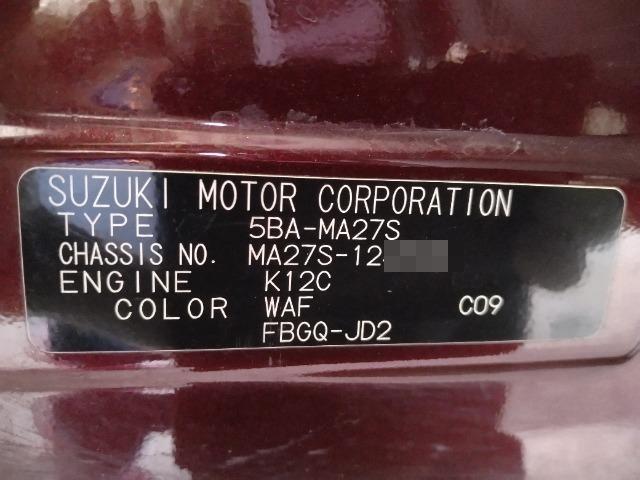 SUZUKI MOTOR CORPORATION
TYPE 5BA-MA27S
CHASSIS NO. MA27S-12
ENGINE K12C
COLOR WAF C09
FBGQ-JD2